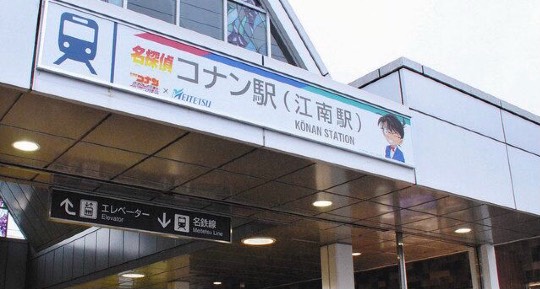 名探偵 コナン駅（江南駅）
× MEITETSU
KŌNAN STATION
エレベーター
Elevator
名鉄線
Meitetsu Line